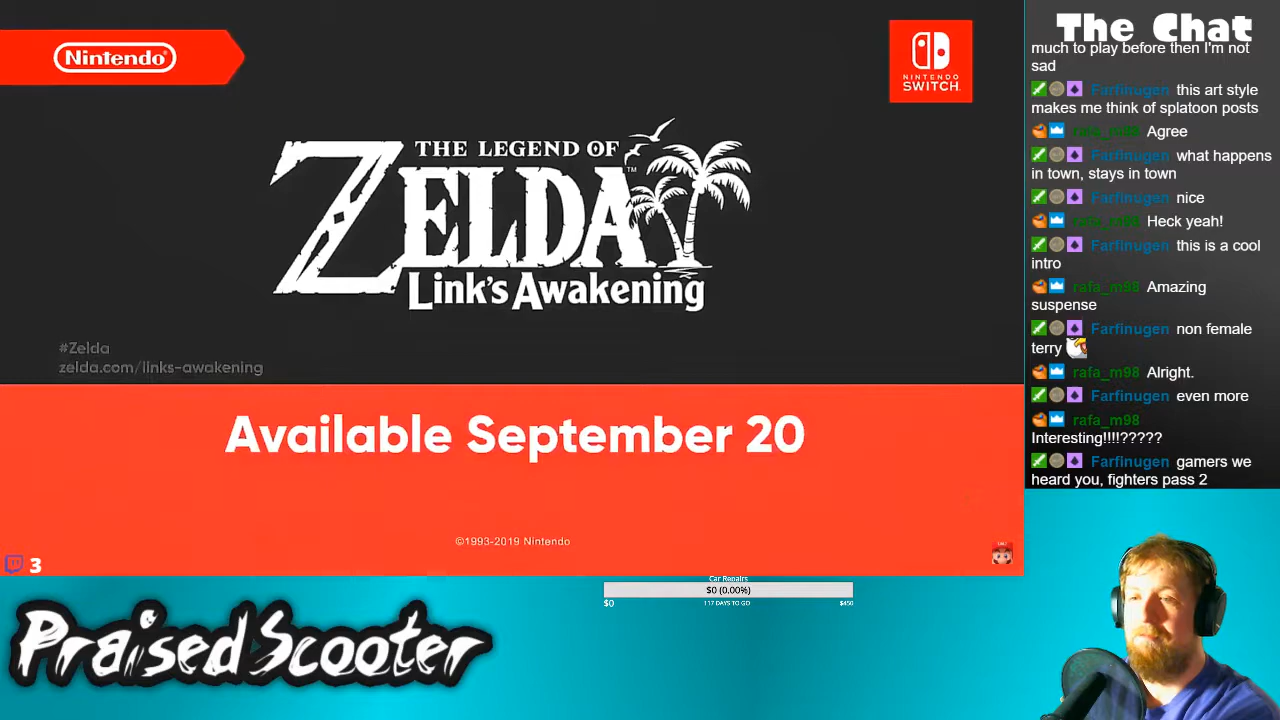 Nintendo
NINTENDO
SWITCH
THE LEGEND OF
ZELDA
Link's Awakening
#Zelda
zelda.com/links-awakening
Available September 20
©1993-2019 Nintendo
3
The Chat
much to play before then I'm not
sad
Farfinugen this art style
makes me think of splatoon posts
rafa_m98 Agree
Farfinugen what happens
in town, stays in town
Farfinugen nice
rafa_m98 Heck yeah!
Farfinugen this is a cool
intro
rafa_m98 Amazing
suspense
Farfinugen non female
terry
rafa_m98 Alright.
Farfinugen even more
rafa_m98
Interesting!!!!?????
Farfinugen gamers we
heard you, fighters pass 2
Car Repairs
$0 (0.00%)
$0 117 DAYS TO GO $450
PraisedScooter